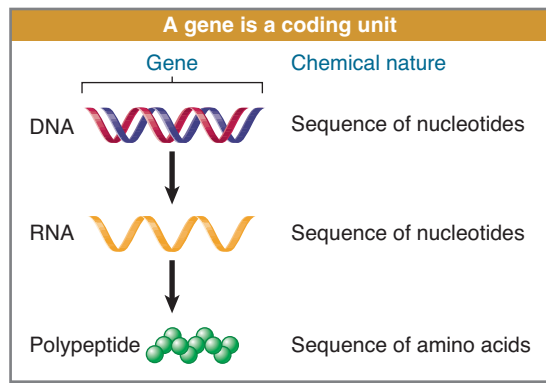 A gene is a coding unit
Gene Chemical nature
DNA Sequence of nucleotides
RNA Sequence of nucleotides
Polypeptide Sequence of amino acids